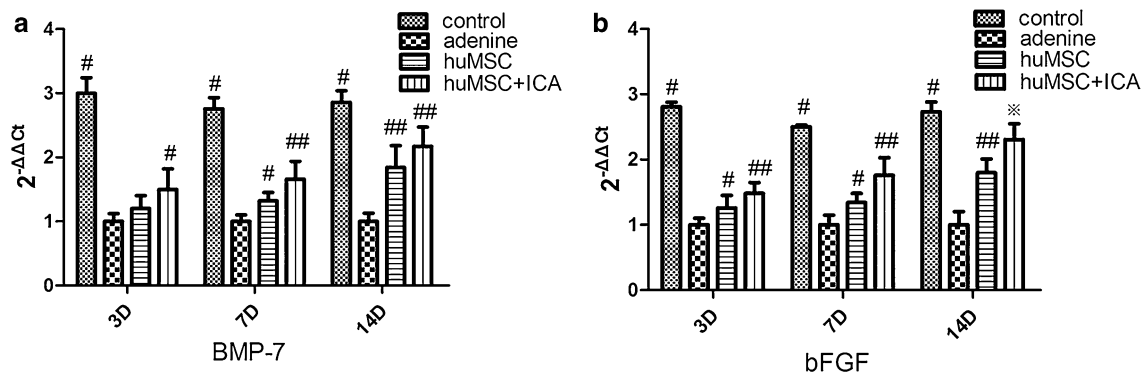 a
4
3
2
1
0
2-ΔΔCt
control
adenine
huMSC
huMSC+ICA
#
#
#
##
#
##
##
#
3D
7D
14D
BMP-7
b
4
3
2
1
0
2-ΔΔCt
control
adenine
huMSC
huMSC+ICA
#
#
##
#
#
##
#
##
※
3D
7D
14D
bFGF